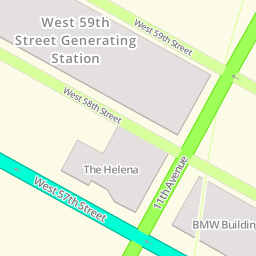 West 59th
Street Generating
Station
West 59th Street
West 58th Street
The Helena
11th Avenue
West 57th Street
BMW Building